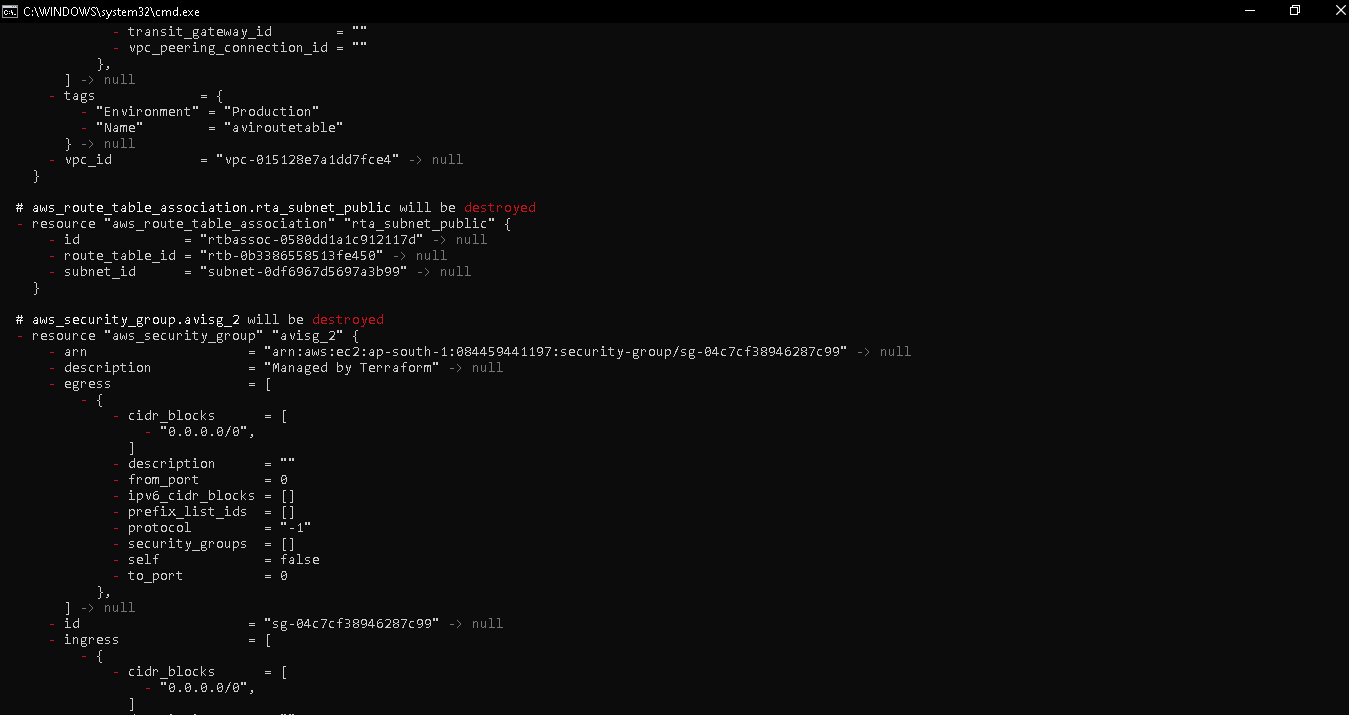 C:\WINDOWS\system32\cmd.exe
- transit_gateway_id        = ""
- vpc_peering_connection_id = ""
},
] -> null
- tags             = {
- "Environment" = "Production"
- "Name"        = "aviroutetable"
} -> null
- vpc_id           = "vpc-015128e7a1dd7fce4" -> null
}
# aws_route_table_association.rta_subnet_public will be destroyed
- resource "aws_route_table_association" "rta_subnet_public" {
- id             = "rtbassoc-0580dd1a1c912117d" -> null
- route_table_id = "rtb-0b3386558513fe450" -> null
- subnet_id      = "subnet-0df6967d5697a3b99" -> null
}
# aws_security_group.avisg_2 will be destroyed
- resource "aws_security_group" "avisg_2" {
- arn                    = "arn:aws:ec2:ap-south-1:084459441197:security-group/sg-04c7cf38946287c99" -> null
- description            = "Managed by Terraform" -> null
- egress                 = [
- {
- cidr_blocks      = [
- "0.0.0.0/0",
]
- description      = ""
- from_port        = 0
- ipv6_cidr_blocks = []
- prefix_list_ids  = []
- protocol         = "-1"
- security_groups  = []
- self             = false
- to_port          = 0
},
] -> null
- id                     = "sg-04c7cf38946287c99" -> null
- ingress                = [
- {
- cidr_blocks      = [
- "0.0.0.0/0",
]